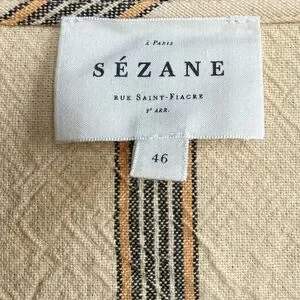 À PARIS
SÉZANE
RUE SAINT-FIACRE
2E ARR.
46